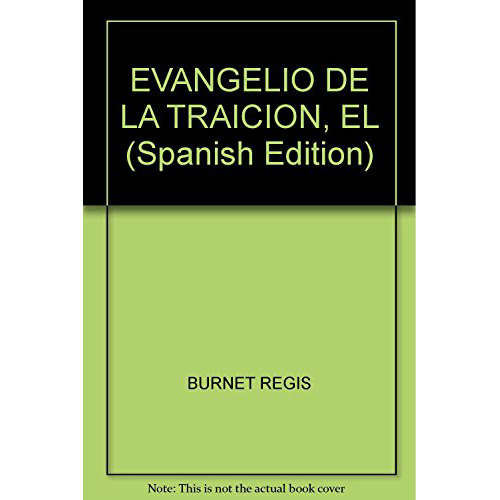 EVANGELIO DE
LA TRAICION, EL
(Spanish Edition)
BURNET REGIS
Note: This is not the actual book cover